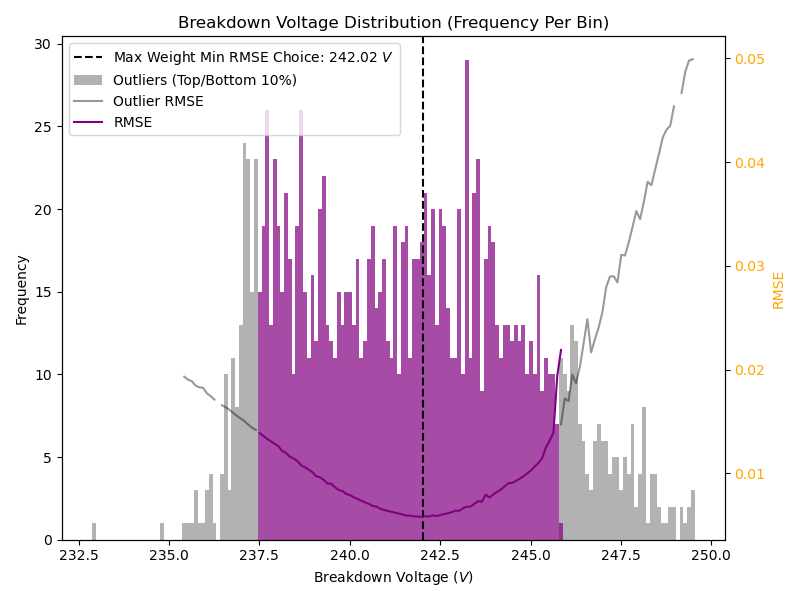 Breakdown Voltage Distribution (Frequency Per Bin)
Max Weight Min RMSE Choice: 242.02 V
Outliers (Top/Bottom 10%)
Outlier RMSE
RMSE
30
25
20
15
10
5
0
Frequency
0.05
0.04
0.03
0.02
0.01
RMSE
232.5 235.0 237.5 240.0 242.5 245.0 247.5 250.0
Breakdown Voltage (V)